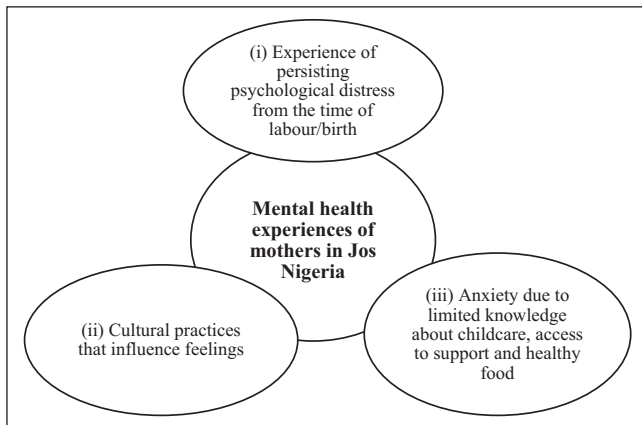 (i) Experience of
persisting
psychological distress
from the time of
labour/birth
Mental health
experiences of
mothers in Jos
Nigeria
(ii) Cultural practices
that influence feelings
(iii) Anxiety due to
limited knowledge
about childcare, access
to support and healthy
food